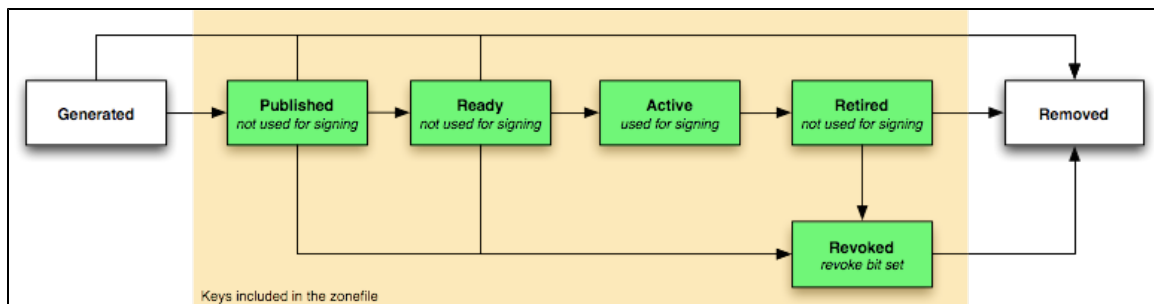 Generated
Published
not used for signing
Ready
not used for signing
Active
used for signing
Retired
not used for signing
Removed
Revoked
revoke bit set
Keys included in the zonefile